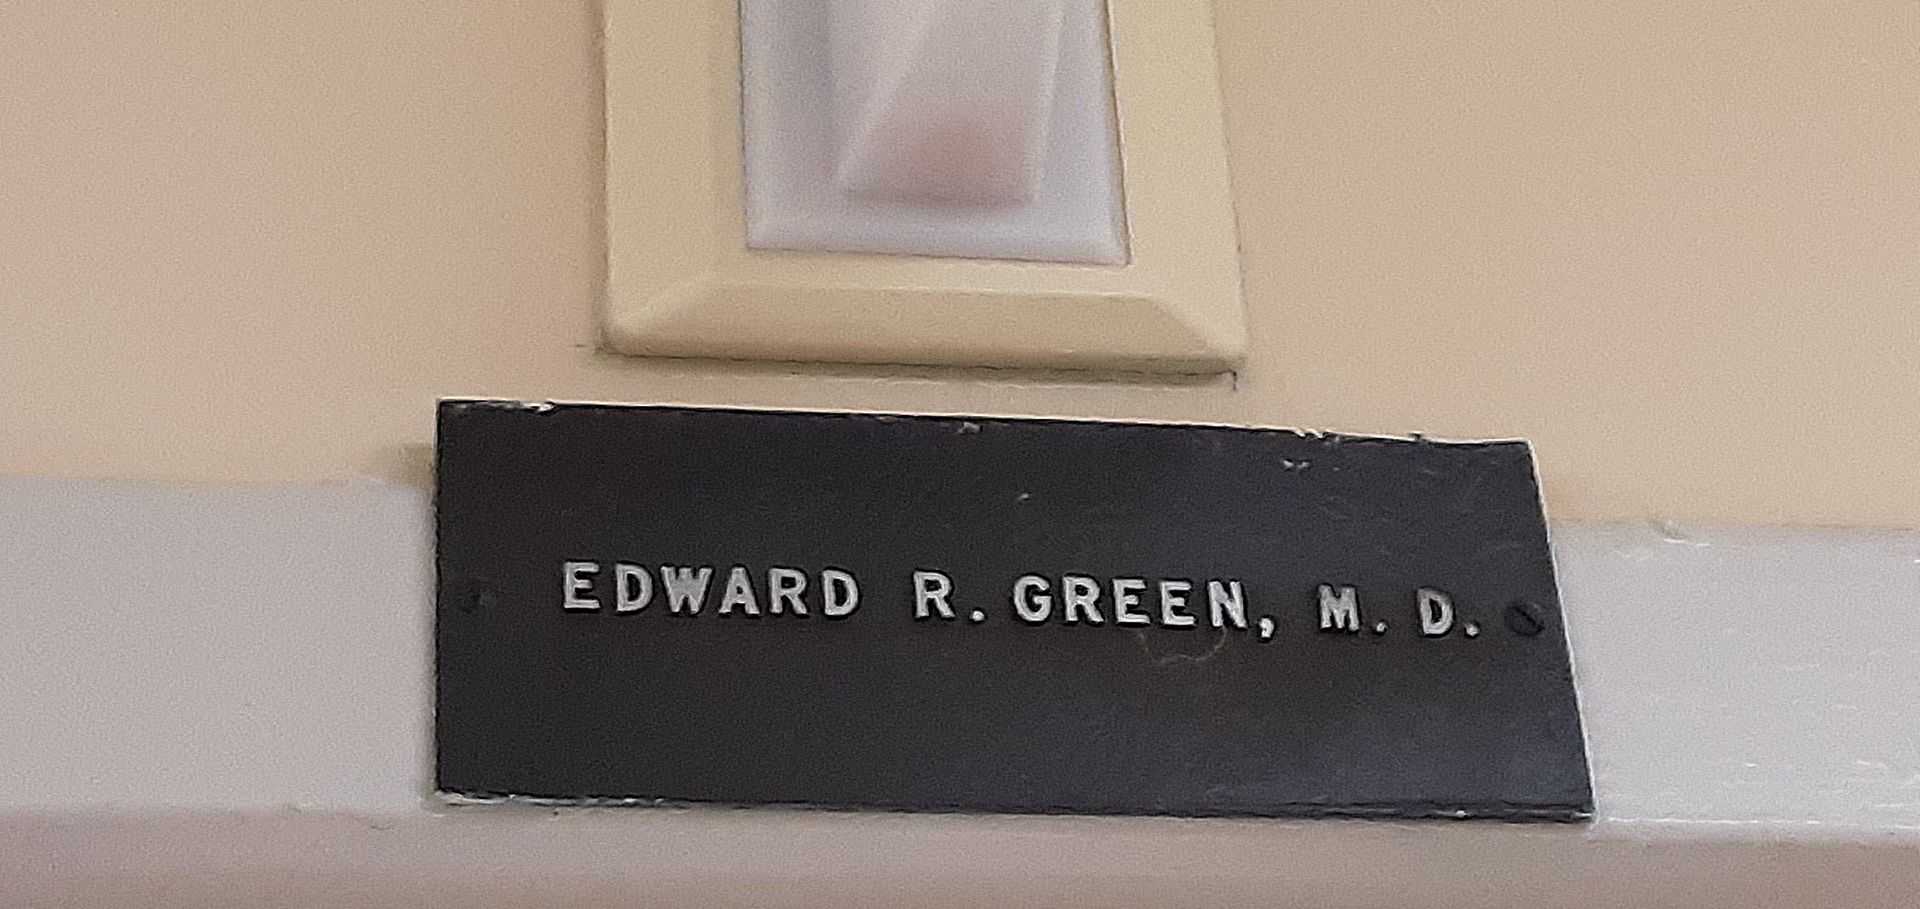 EDWARD R. GREEN, M. D.